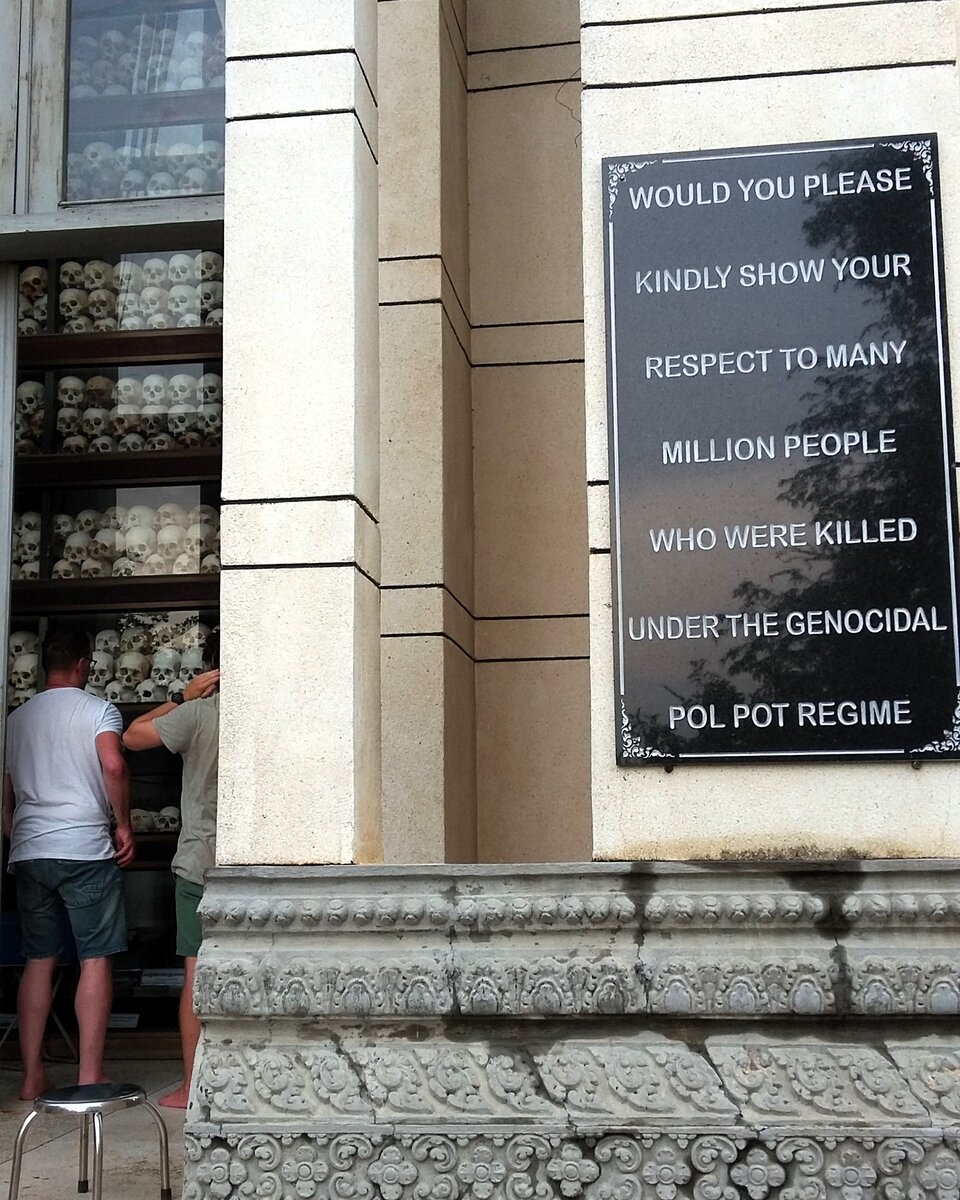 WOULD YOU PLEASE
KINDLY SHOW YOUR
RESPECT TO MANY
MILLION PEOPLE
WHO WERE KILLED
UNDER THE GENOCIDAL
POL POT REGIME